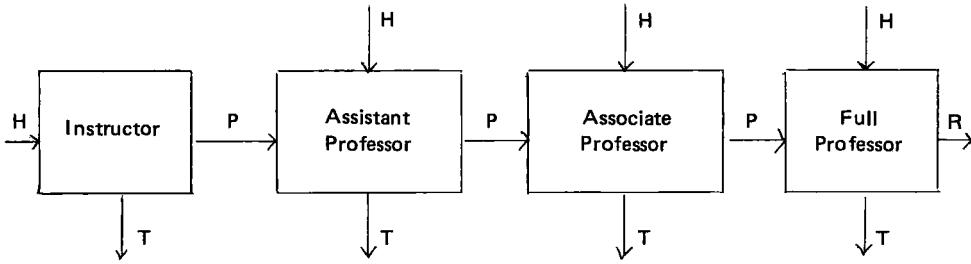 H
H
H
H
Instructor
P
Assistant
Professor
P
Associate
Professor
P
Full
Professor
R
T
T
T
T